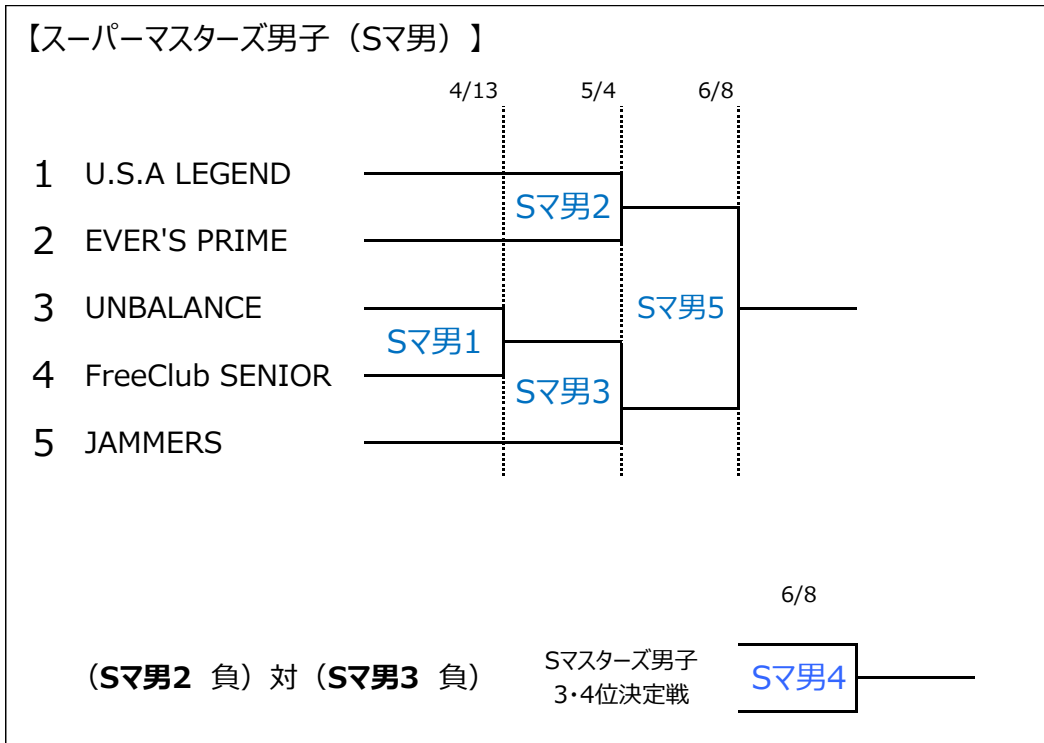 【スーパーマスターズ男子（Sマ男）】
4/13 5/4 6/8
1 U.S.A LEGEND
Sマ男2
2 EVER'S PRIME
3 UNBALANCE
Sマ男5
Sマ男1
4 FreeClub SENIOR
Sマ男3
5 JAMMERS
6/8
（Sマ男2 負）対（Sマ男3 負）
Sマスターズ男子
3・4位決定戦
Sマ男4